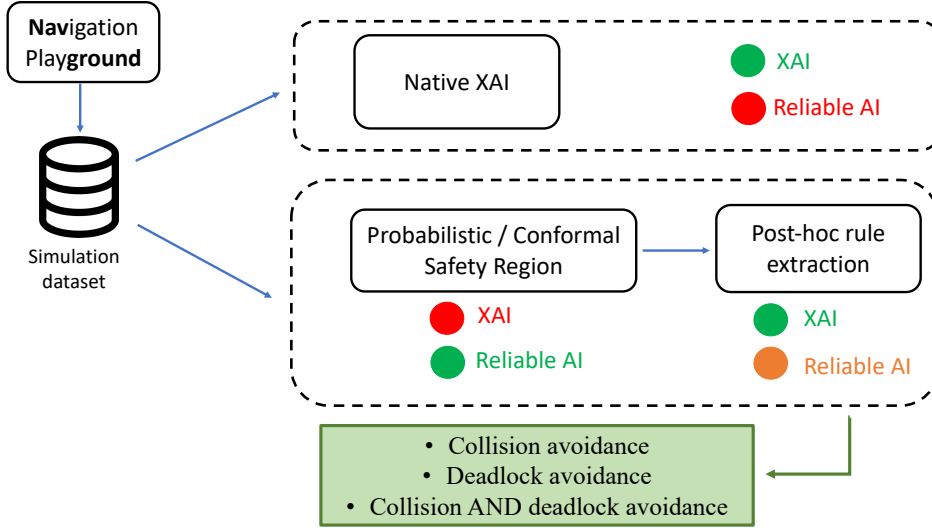 Navigation
Playground
Simulation
dataset
Native XAI
XAI
Reliable AI
Probabilistic / Conformal
Safety Region
XAI
Reliable AI
Post-hoc rule
extraction
XAI
Reliable AI
• Collision avoidance
• Deadlock avoidance
• Collision AND deadlock avoidance